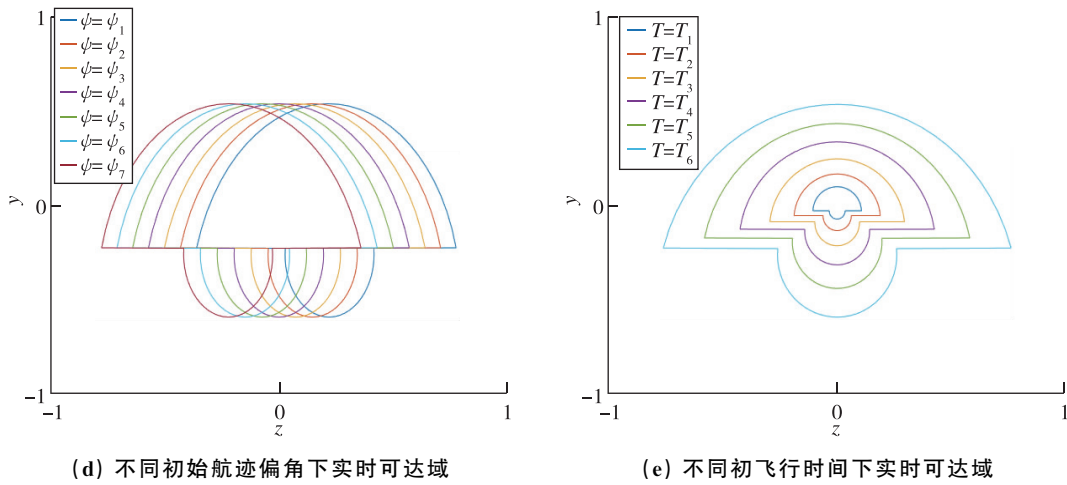 1
ψ= ψ1
ψ= ψ2
ψ= ψ3
ψ= ψ4
ψ= ψ5
ψ= ψ6
ψ= ψ7
y
0
−1
−1
0
1
z
(d) 不同初始航迹偏角下实时可达域
1
T=T1
T=T2
T=T3
T=T4
T=T5
T=T6
y
0
−1
−1
0
1
z
(e) 不同初飞行时间下实时可达域